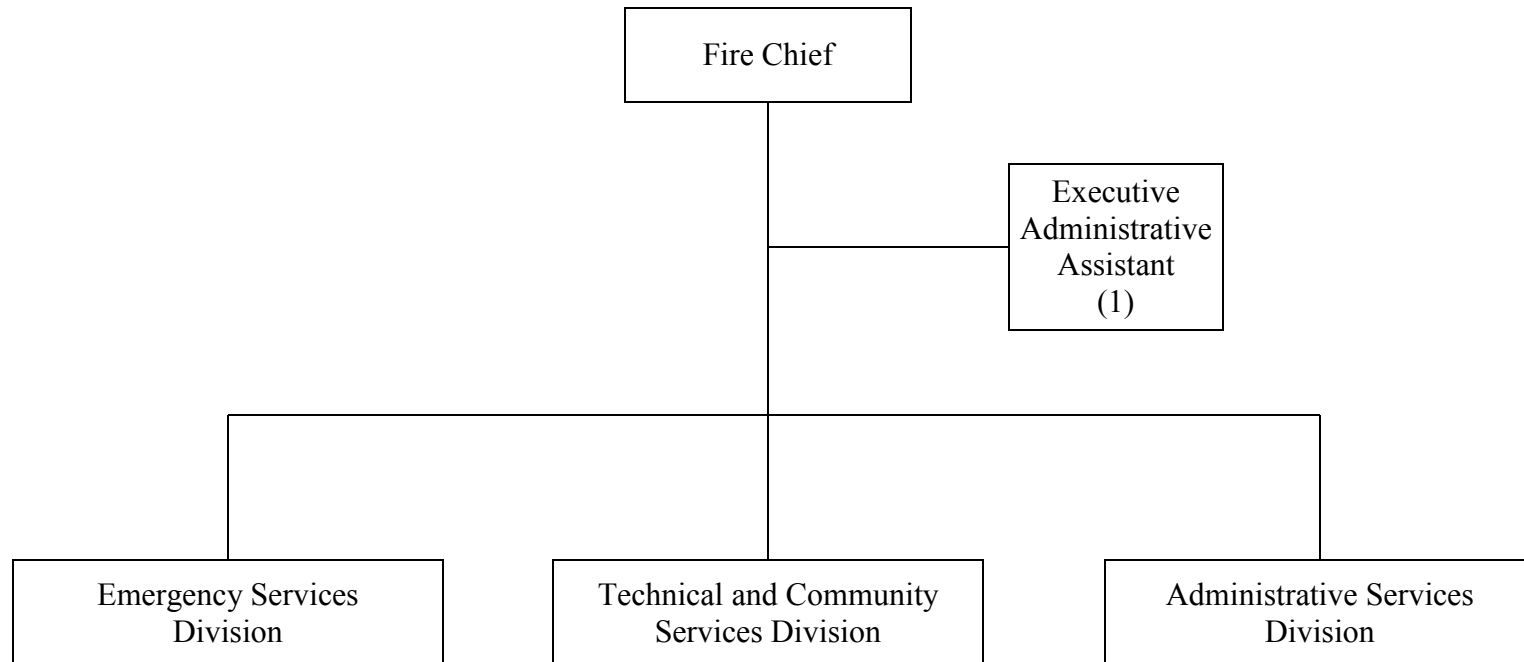 Fire Chief
Executive
Administrative
Assistant
(1)
Emergency Services
Division
Technical and Community
Services Division
Administrative Services
Division